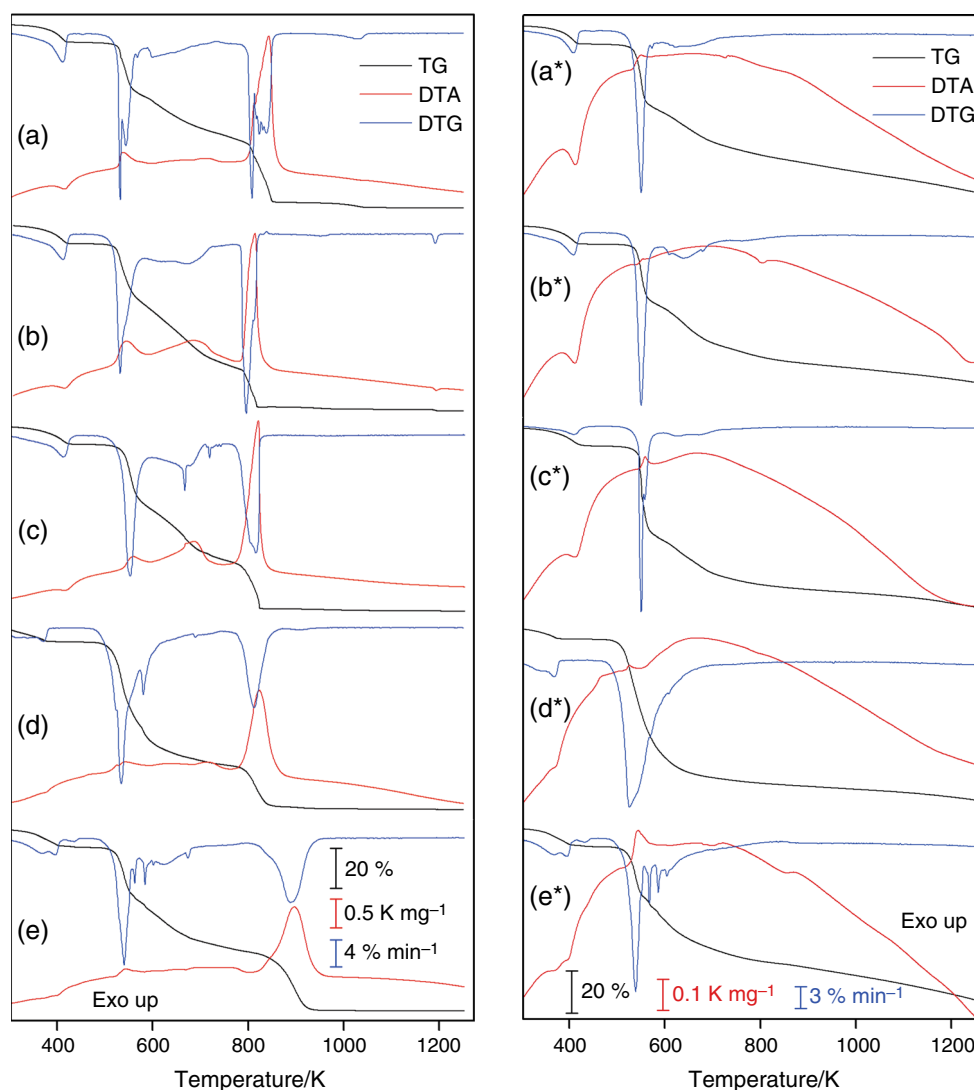 TG
DTA
DTG
(a)
(b)
(c)
(d)
(e)
20 %
0.5 K mg⁻¹
4 % min⁻¹
Exo up
400 600 800 1000 1200
Temperature/K
TG
DTA
DTG
(a*)
(b*)
(c*)
(d*)
(e*)
Exo up
20 % 0.1 K mg⁻¹ 3 % min⁻¹
400 600 800 1000 1200
Temperature/K